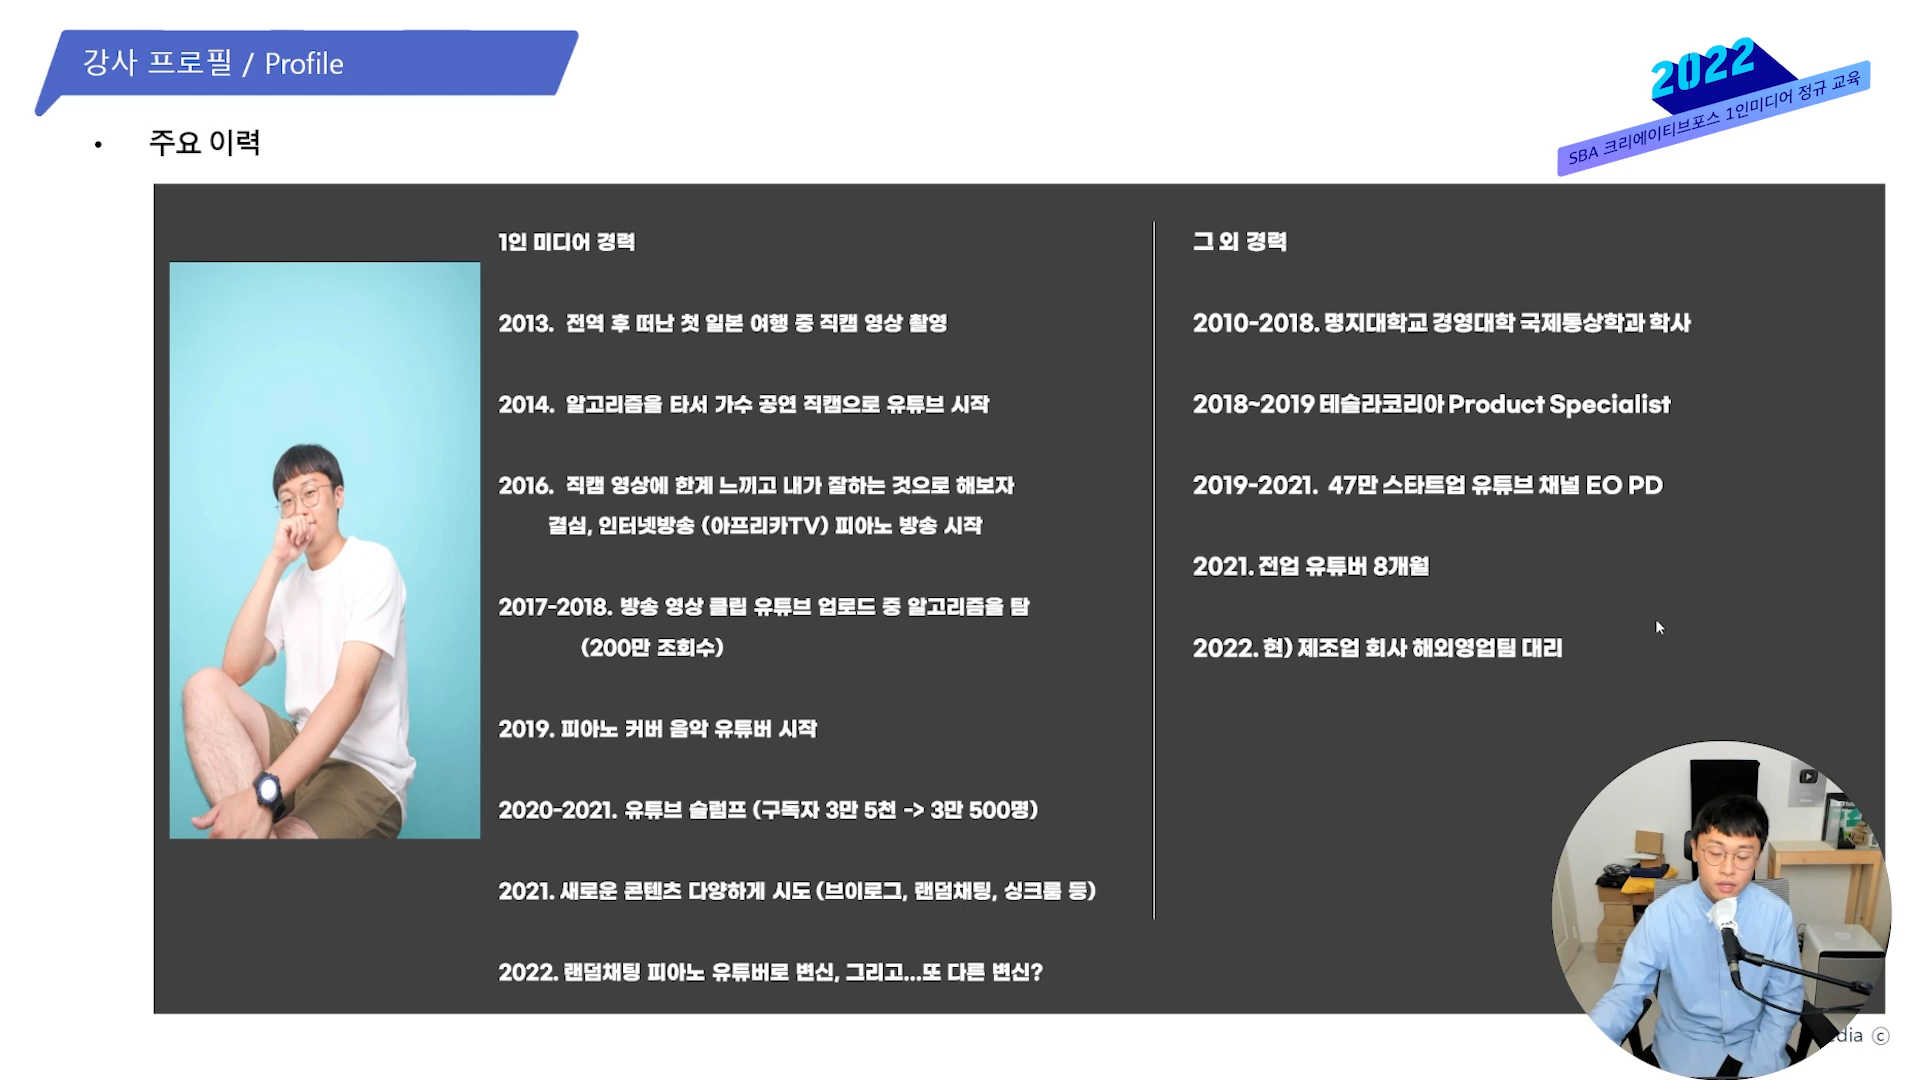 강사 프로필 / Profile
2022
SBA 크리에이티브포스 1인미디어 정규 교육
• 주요 이력
1인 미디어 경력
2013. 전역 후 떠난 첫 일본 여행 중 직캠 영상 촬영
2014. 알고리즘을 타서 가수 공연 직캠으로 유튜브 시작
2016. 직캠 영상에 한계 느끼고 내가 잘하는 것으로 해보자
결심, 인터넷방송 (아프리카TV) 피아노 방송 시작
2017-2018. 방송 영상 클립 유튜브 업로드 중 알고리즘을 탐
(200만 조회수)
2019. 피아노 커버 음악 유튜버 시작
2020-2021. 유튜브 슬럼프 (구독자 3만 5천 -> 3만 500명)
2021. 새로운 콘텐츠 다양하게 시도 (브이로그, 랜덤채팅, 싱크룸 등)
2022. 랜덤채팅 피아노 유튜버로 변신, 그리고...또 다른 변신?
그 외 경력
2010-2018. 명지대학교 경영대학 국제통상학과 학사
2018~2019 테슬라코리아 Product Specialist
2019-2021. 47만 스타트업 유튜브 채널 EO PD
2021. 전업 유튜버 8개월
2022. 현) 제조업 회사 해외영업팀 대리
dia ⓒ